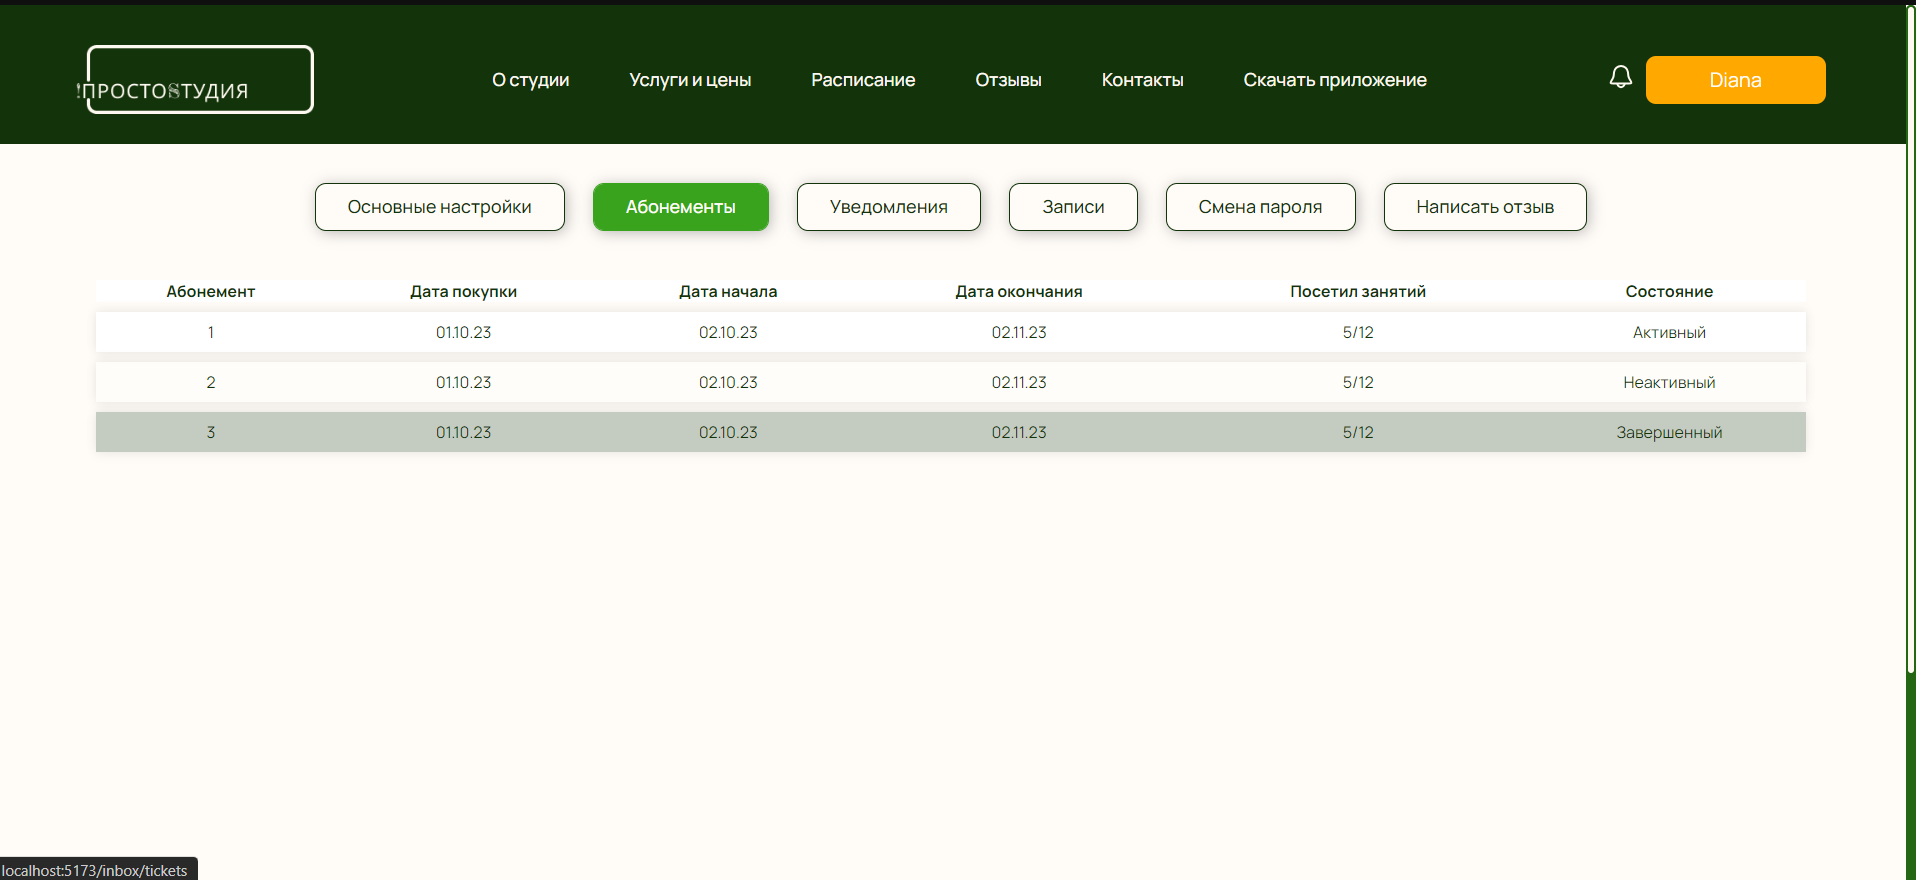 !ПРОСТОSТУДИЯ
О студии Услуги и цены Расписание Отзывы Контакты Скачать приложение Diana
Основные настройки Абонементы Уведомления Записи Смена пароля Написать отзыв
Абонемент Дата покупки Дата начала Дата окончания Посетил занятий Состояние
1 01.10.23 02.10.23 02.11.23 5/12 Активный
2 01.10.23 02.10.23 02.11.23 5/12 Неактивный
3 01.10.23 02.10.23 02.11.23 5/12 Завершенный
localhost:5173/inbox/tickets